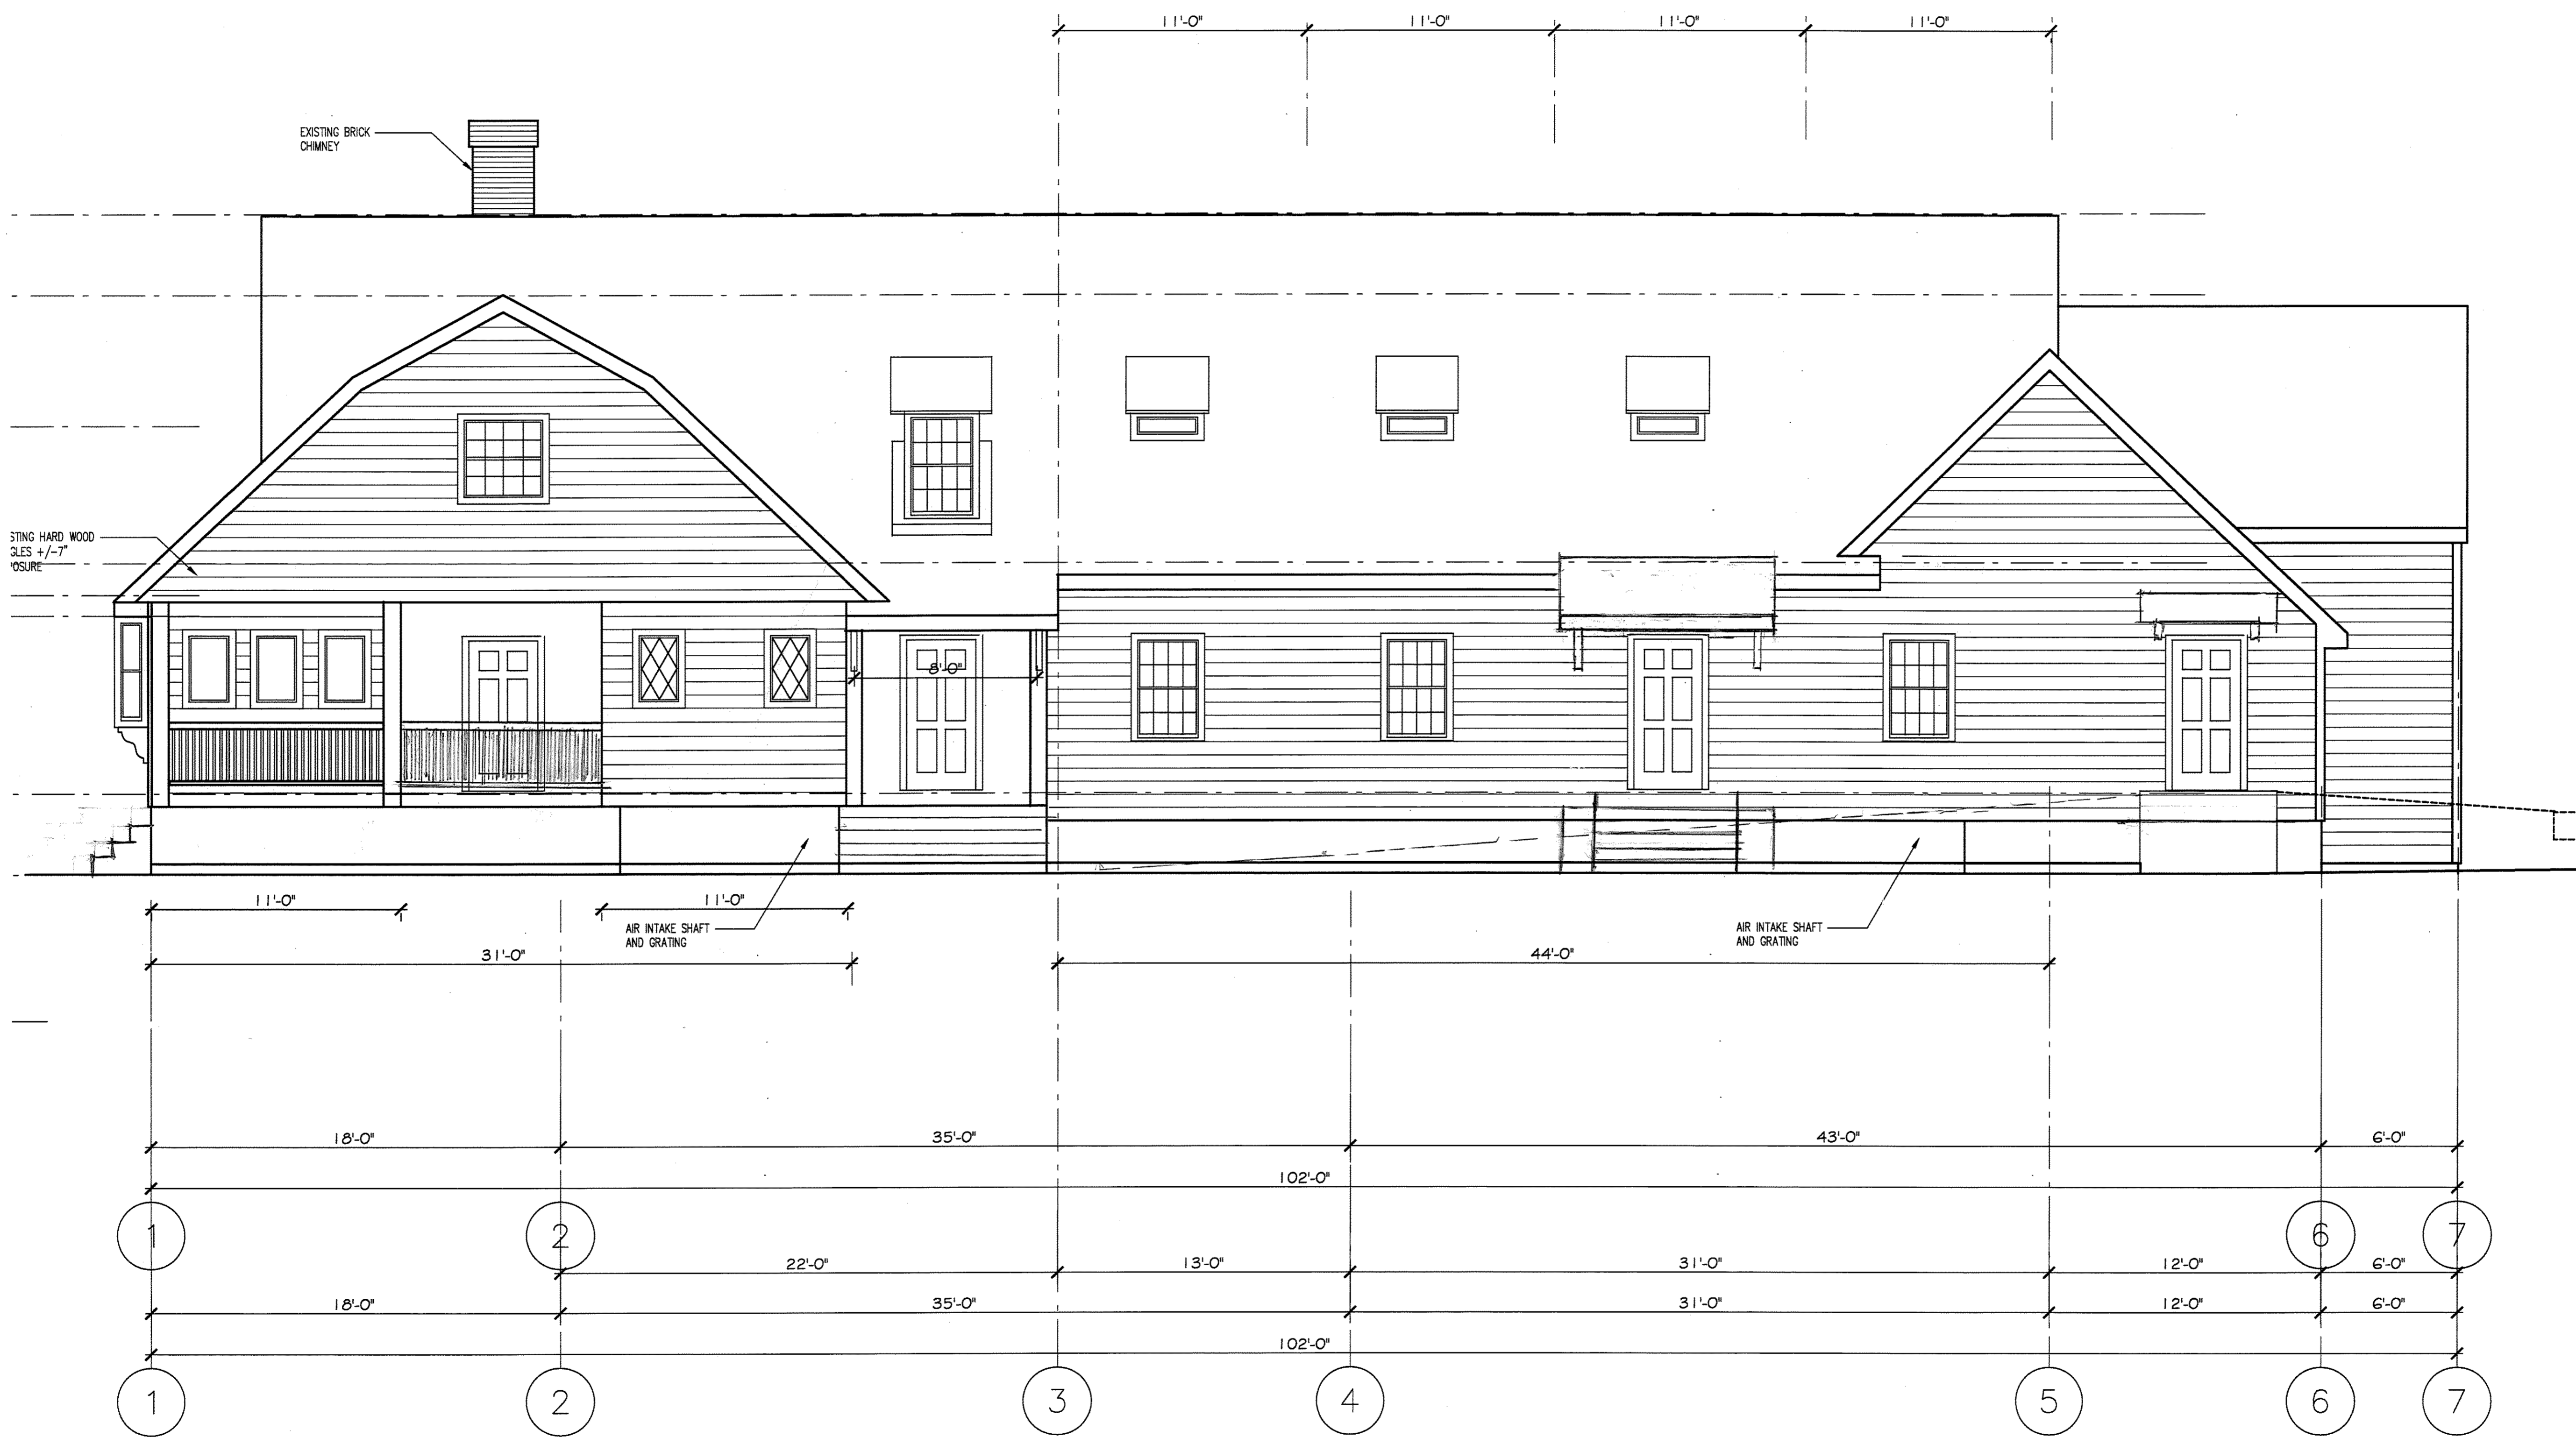 11'-0" 11'-0" 11'-0" 11'-0"
EXISTING BRICK
CHIMNEY
STING HARD WOOD
GLES +/-7"
OSURE
8'-0"
11'-0" 11'-0"
AIR INTAKE SHAFT
AND GRATING
AIR INTAKE SHAFT
AND GRATING
31'-0" 44'-0"
18'-0" 35'-0" 43'-0" 6'-0"
102'-0"
1 2 6 7
22'-0" 13'-0" 31'-0" 12'-0" 6'-0"
18'-0" 35'-0" 31'-0" 12'-0" 6'-0"
102'-0"
1 2 3 4 5 6 7